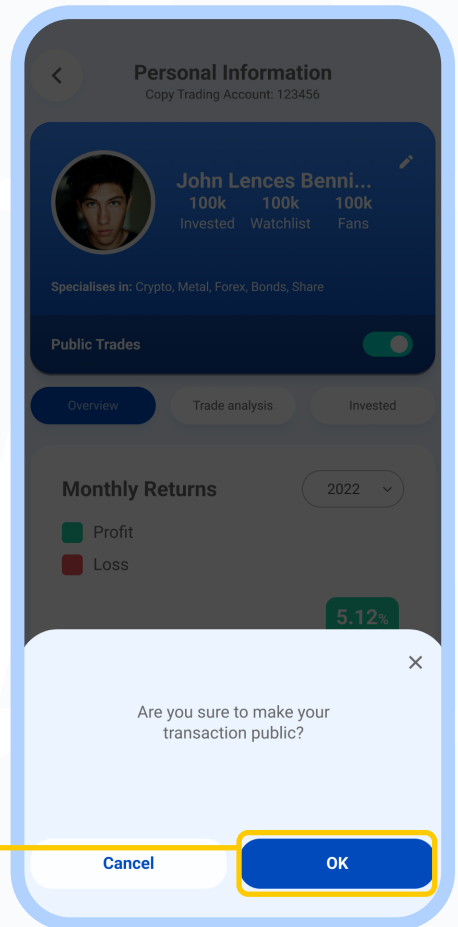 Personal Information
Copy Trading Account: 123456
John Lences Benni...
100k 100k 100k
Invested Watchlist Fans
Specialises in: Crypto, Metal, Forex, Bonds, Share
Public Trades
Overview Trade analysis Invested
Monthly Returns 2022
Profit
Loss
5.12%
Are you sure to make your
transaction public?
Cancel OK